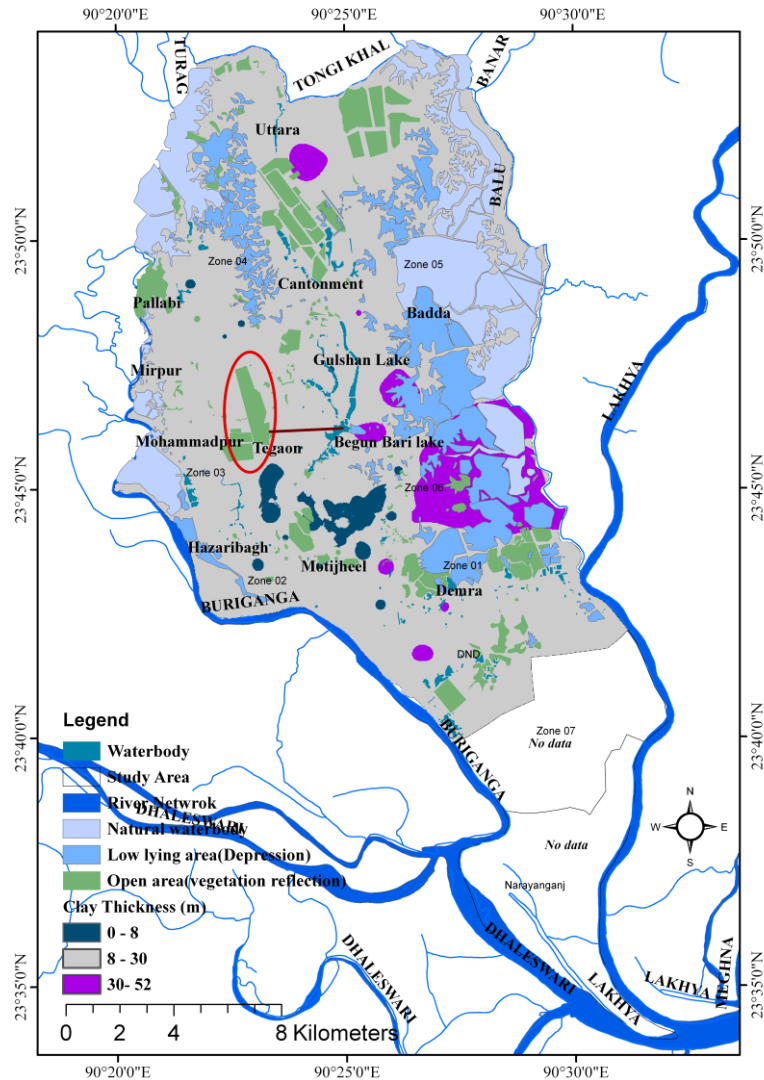 90°20'0"E
90°25'0"E
90°30'0"E
TURAG
TONGI KHAL
BANAR
Uttara
BALU
23°50'0"N
23°50'0"N
Zone 04
Zone 05
Cantonment
Pallabi
Badda
LAKHYA
Gulshan Lake
Mirpur
Mohammadpur
Tegaon
Begun Bari lake
Zone 03
23°45'0"N
23°45'0"N
Zone 06
Hazaribagh
Motijheel
Zone 01
Zone 02
Demra
BURIGANGA
DND
Legend
Waterbody
Study Area
River Netwrok
Natural waterbody
Low lying area(Depression)
Open area(vegetation reflection)
Clay Thickness (m)
0 - 8
8 - 30
30- 52
0 2 4 8 Kilometers
23°40'0"N
23°40'0"N
BURIGANGA
Zone 07
No data
DHALESWARI
N
W E
S
No data
Narayanganj
DHALESWARI
DHALESWARI
LAKHYA
LAKHYA
MEGHNA
23°35'0"N
23°35'0"N
90°20'0"E
90°25'0"E
90°30'0"E